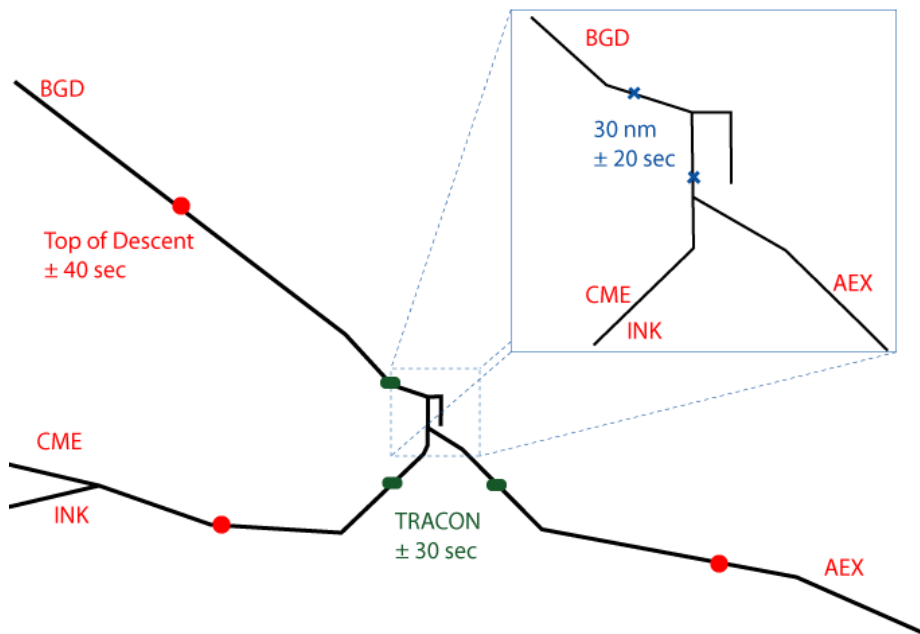 BGD
30 nm
± 20 sec
CME
INK
AEX
BGD
Top of Descent
± 40 sec
CME
INK
TRACON
± 30 sec
AEX